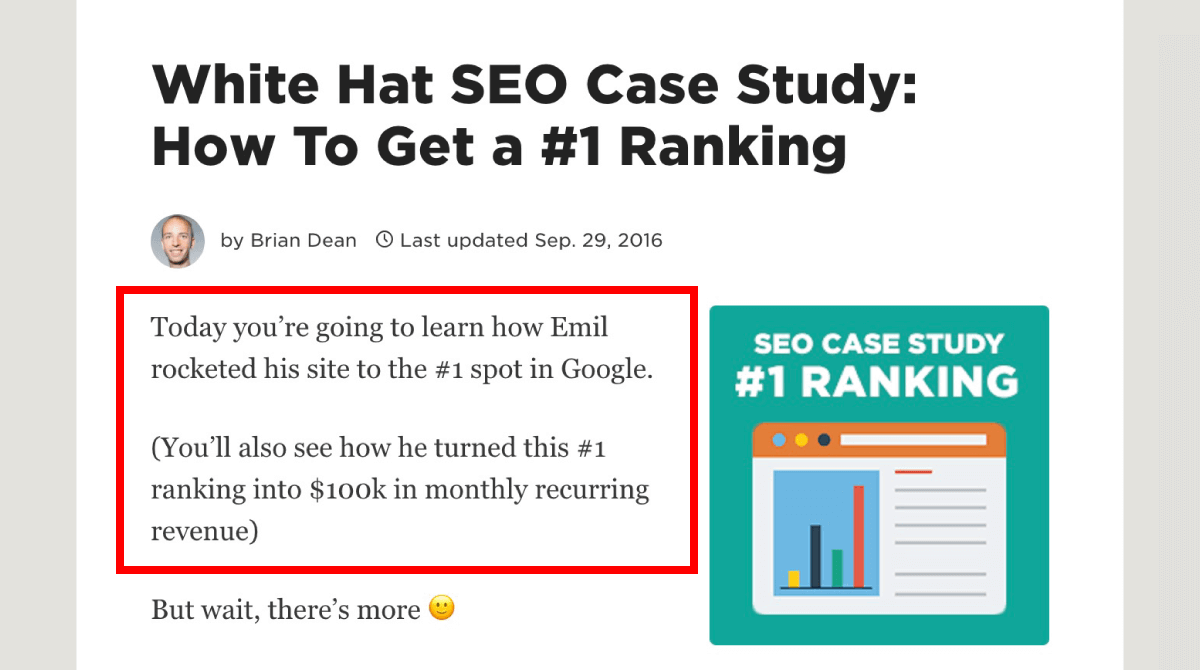 White Hat SEO Case Study:
How To Get a #1 Ranking
by Brian Dean Last updated Sep. 29, 2016
Today you’re going to learn how Emil
rocketed his site to the #1 spot in Google.
(You’ll also see how he turned this #1
ranking into $100k in monthly recurring
revenue)
But wait, there’s more 🙂
SEO CASE STUDY
#1 RANKING